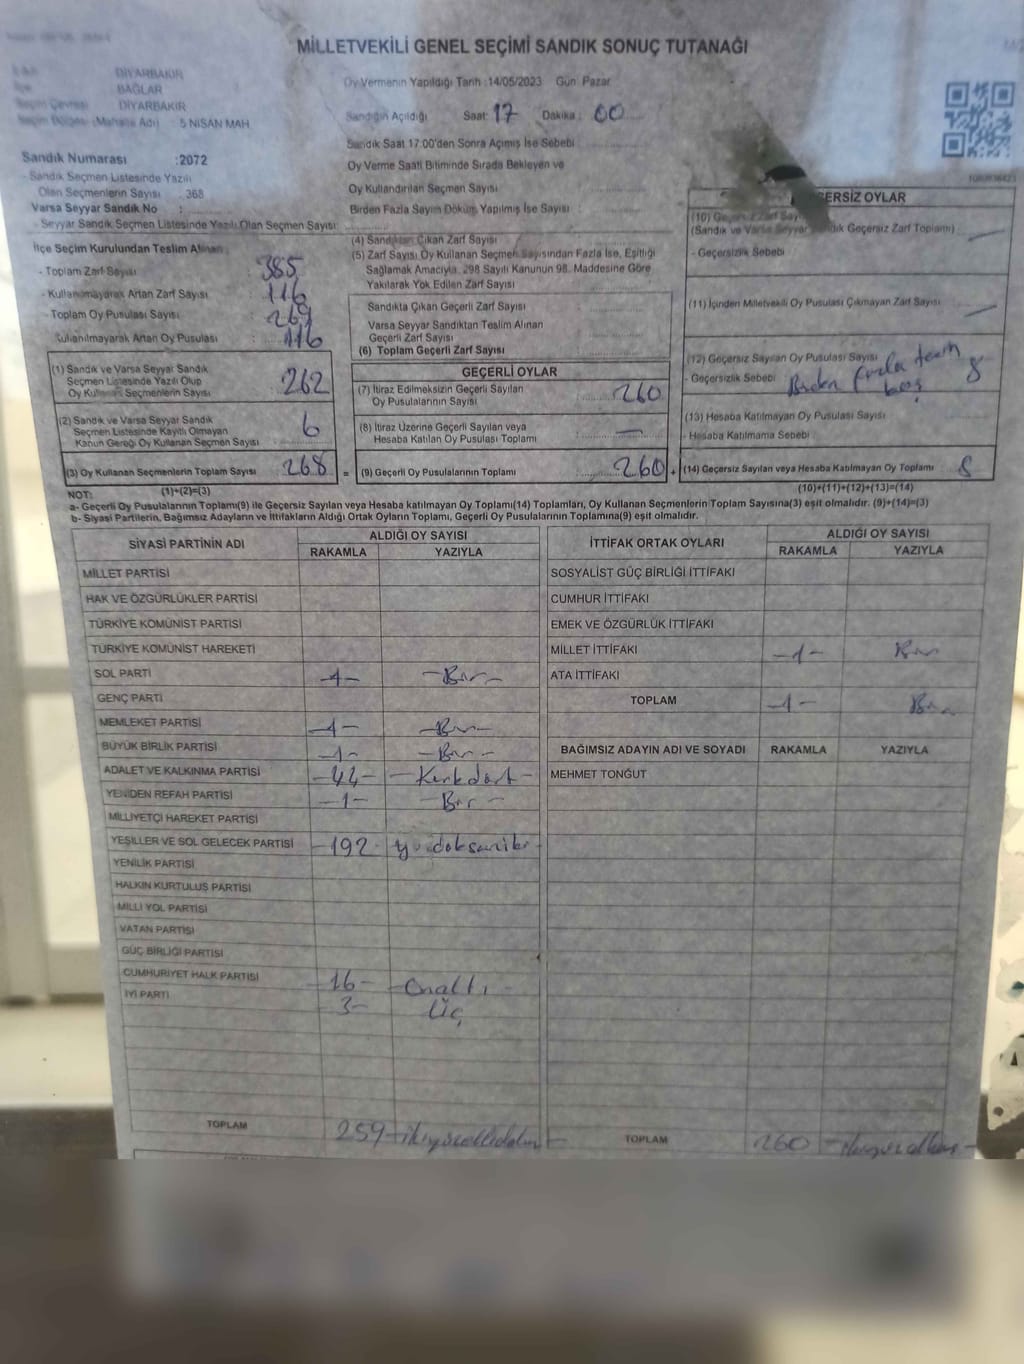 MİLLETVEKİLİ GENEL SEÇİMİ SANDIK SONUÇ TUTANAĞI
DİYARBAKIR
BAĞLAR
Seçim Çevresi DİYARBAKIR
(Mahalle Adı) : 5 NİSAN MAH
Oy Vermenin Yapıldığı Tarih :14/05/2023 Gün :Pazar
Sandığın Açıldığı Saat: 17 Dakika : 00
Sandık Saat 17:00'den Sonra Açılmış İse Sebebi :
Oy Verme Saati Bitiminde Sırada Bekleyen ve
Oy Kullandırılan Seçmen Sayısı :
Birden Fazla Sayım Döküm Yapılmış İse Sayısı :
Sandık Numarası :2072
- Sandık Seçmen Listesinde Yazılı
Olan Seçmenlerin Sayısı : 368
Varsa Seyyar Sandık No :
- Seyyar Sandık Seçmen Listesinde Yazılı Olan Seçmen Sayısı:
İlçe Seçim Kurulundan Teslim Alınan
- Toplam Zarf Sayısı : 385
- Kullanılmayarak Artan Zarf Sayısı : 116
- Toplam Oy Pusulası Sayısı :
Kullanılmayarak Artan Oy Pusulası : 116
(1) Sandık ve Varsa Seyyar Sandık
Seçmen Listesinde Yazılı Olup
Oy Kullanan Seçmenlerin Sayısı : 262
(2) Sandık ve Varsa Seyyar Sandık
Seçmen Listesinde Kayıtlı Olmayan
Kanun Gereği Oy Kullanan Seçmen Sayısı : 6
(3) Oy Kullanan Seçmenlerin Toplam Sayısı : 268
(1)+(2)=(3)
(4) Sandıktan Çıkan Zarf Sayısı :
(5) Zarf Sayısı Oy Kullanan Seçmen Sayısından Fazla İse, Eşitliği
Sağlamak Amacıyla, 298 Sayılı Kanunun 98. Maddesine Göre
Yakılarak Yok Edilen Zarf Sayısı :
Sandıkta Çıkan Geçerli Zarf Sayısı :
Varsa Seyyar Sandıktan Teslim Alınan
Geçerli Zarf Sayısı :
(6) Toplam Geçerli Zarf Sayısı :
GEÇERLİ OYLAR
(7) İtiraz Edilmeksizin Geçerli Sayılan
Oy Pusulalarının Sayısı : 260
(8) İtiraz Üzerine Geçerli Sayılan veya
Hesaba Katılan Oy Pusulası Toplamı : —
= (9) Geçerli Oy Pusulalarının Toplamı : 260 +
OYLAR
(Sandık ve Varsa Seyyar Sandık Geçersiz Zarf Toplamı) —
- Geçersizlik Sebebi :
(11) İçinden Milletvekili Oy Pusulası Çıkmayan Zarf Sayısı : —
(12) Geçersiz Sayılan Oy Pusulası Sayısı : 8
- Geçersizlik Sebebi : Birden fazla
boş
(13) Hesaba Katılmayan Oy Pusulası Sayısı :
- Hesaba Katılmama Sebebi :
(14) Geçersiz Sayılan veya Hesaba Katılmayan Oy Toplamı : 8
(10)+(11)+(12)+(13)=(14)
NOT:
a- Geçerli Oy Pusulalarının Toplamı(9) ile Geçersiz Sayılan veya Hesaba katılmayan Oy Toplamı(14) Toplamları, Oy Kullanan Seçmenlerin Toplam Sayısına(3) eşit olmalıdır. (9)+(14)=(3)
b- Siyasi Partilerin, Bağımsız Adayların ve İttifakların Aldığı Ortak Oyların Toplamı, Geçerli Oy Pusulalarının Toplamına(9) eşit olmalıdır.
SİYASİ PARTİNİN ADI ALDIĞI OY SAYISI
RAKAMLA YAZIYLA
MİLLET PARTİSİ
HAK VE ÖZGÜRLÜKLER PARTİSİ
TÜRKİYE KOMÜNİST PARTİSİ
TÜRKİYE KOMÜNİST HAREKETİ
SOL PARTİ -1- -Bir-
GENÇ PARTİ
MEMLEKET PARTİSİ -1- -Bir-
BÜYÜK BİRLİK PARTİSİ -1- -Bir-
ADALET VE KALKINMA PARTİSİ -44- -Kırkdört-
YENİDEN REFAH PARTİSİ -1- -Bir-
MİLLİYETÇİ HAREKET PARTİSİ
YEŞİLLER VE SOL GELECEK PARTİSİ -192-
YENİLİK PARTİSİ
HALKIN KURTULUŞ PARTİSİ
MİLLİ YOL PARTİSİ
VATAN PARTİSİ
GÜÇ BİRLİĞİ PARTİSİ
CUMHURİYET HALK PARTİSİ 16- -Onaltı-
İYİ PARTİ 3- Üç
TOPLAM 259
İTTİFAK ORTAK OYLARI ALDIĞI OY SAYISI
RAKAMLA YAZIYLA
SOSYALİST GÜÇ BİRLİĞİ İTTİFAKI
CUMHUR İTTİFAKI
EMEK VE ÖZGÜRLÜK İTTİFAKI
MİLLET İTTİFAKI -1- Bir
ATA İTTİFAKI
TOPLAM -1- Bir
BAĞIMSIZ ADAYIN ADI VE SOYADI RAKAMLA YAZIYLA
MEHMET TONĞUT
TOPLAM 260